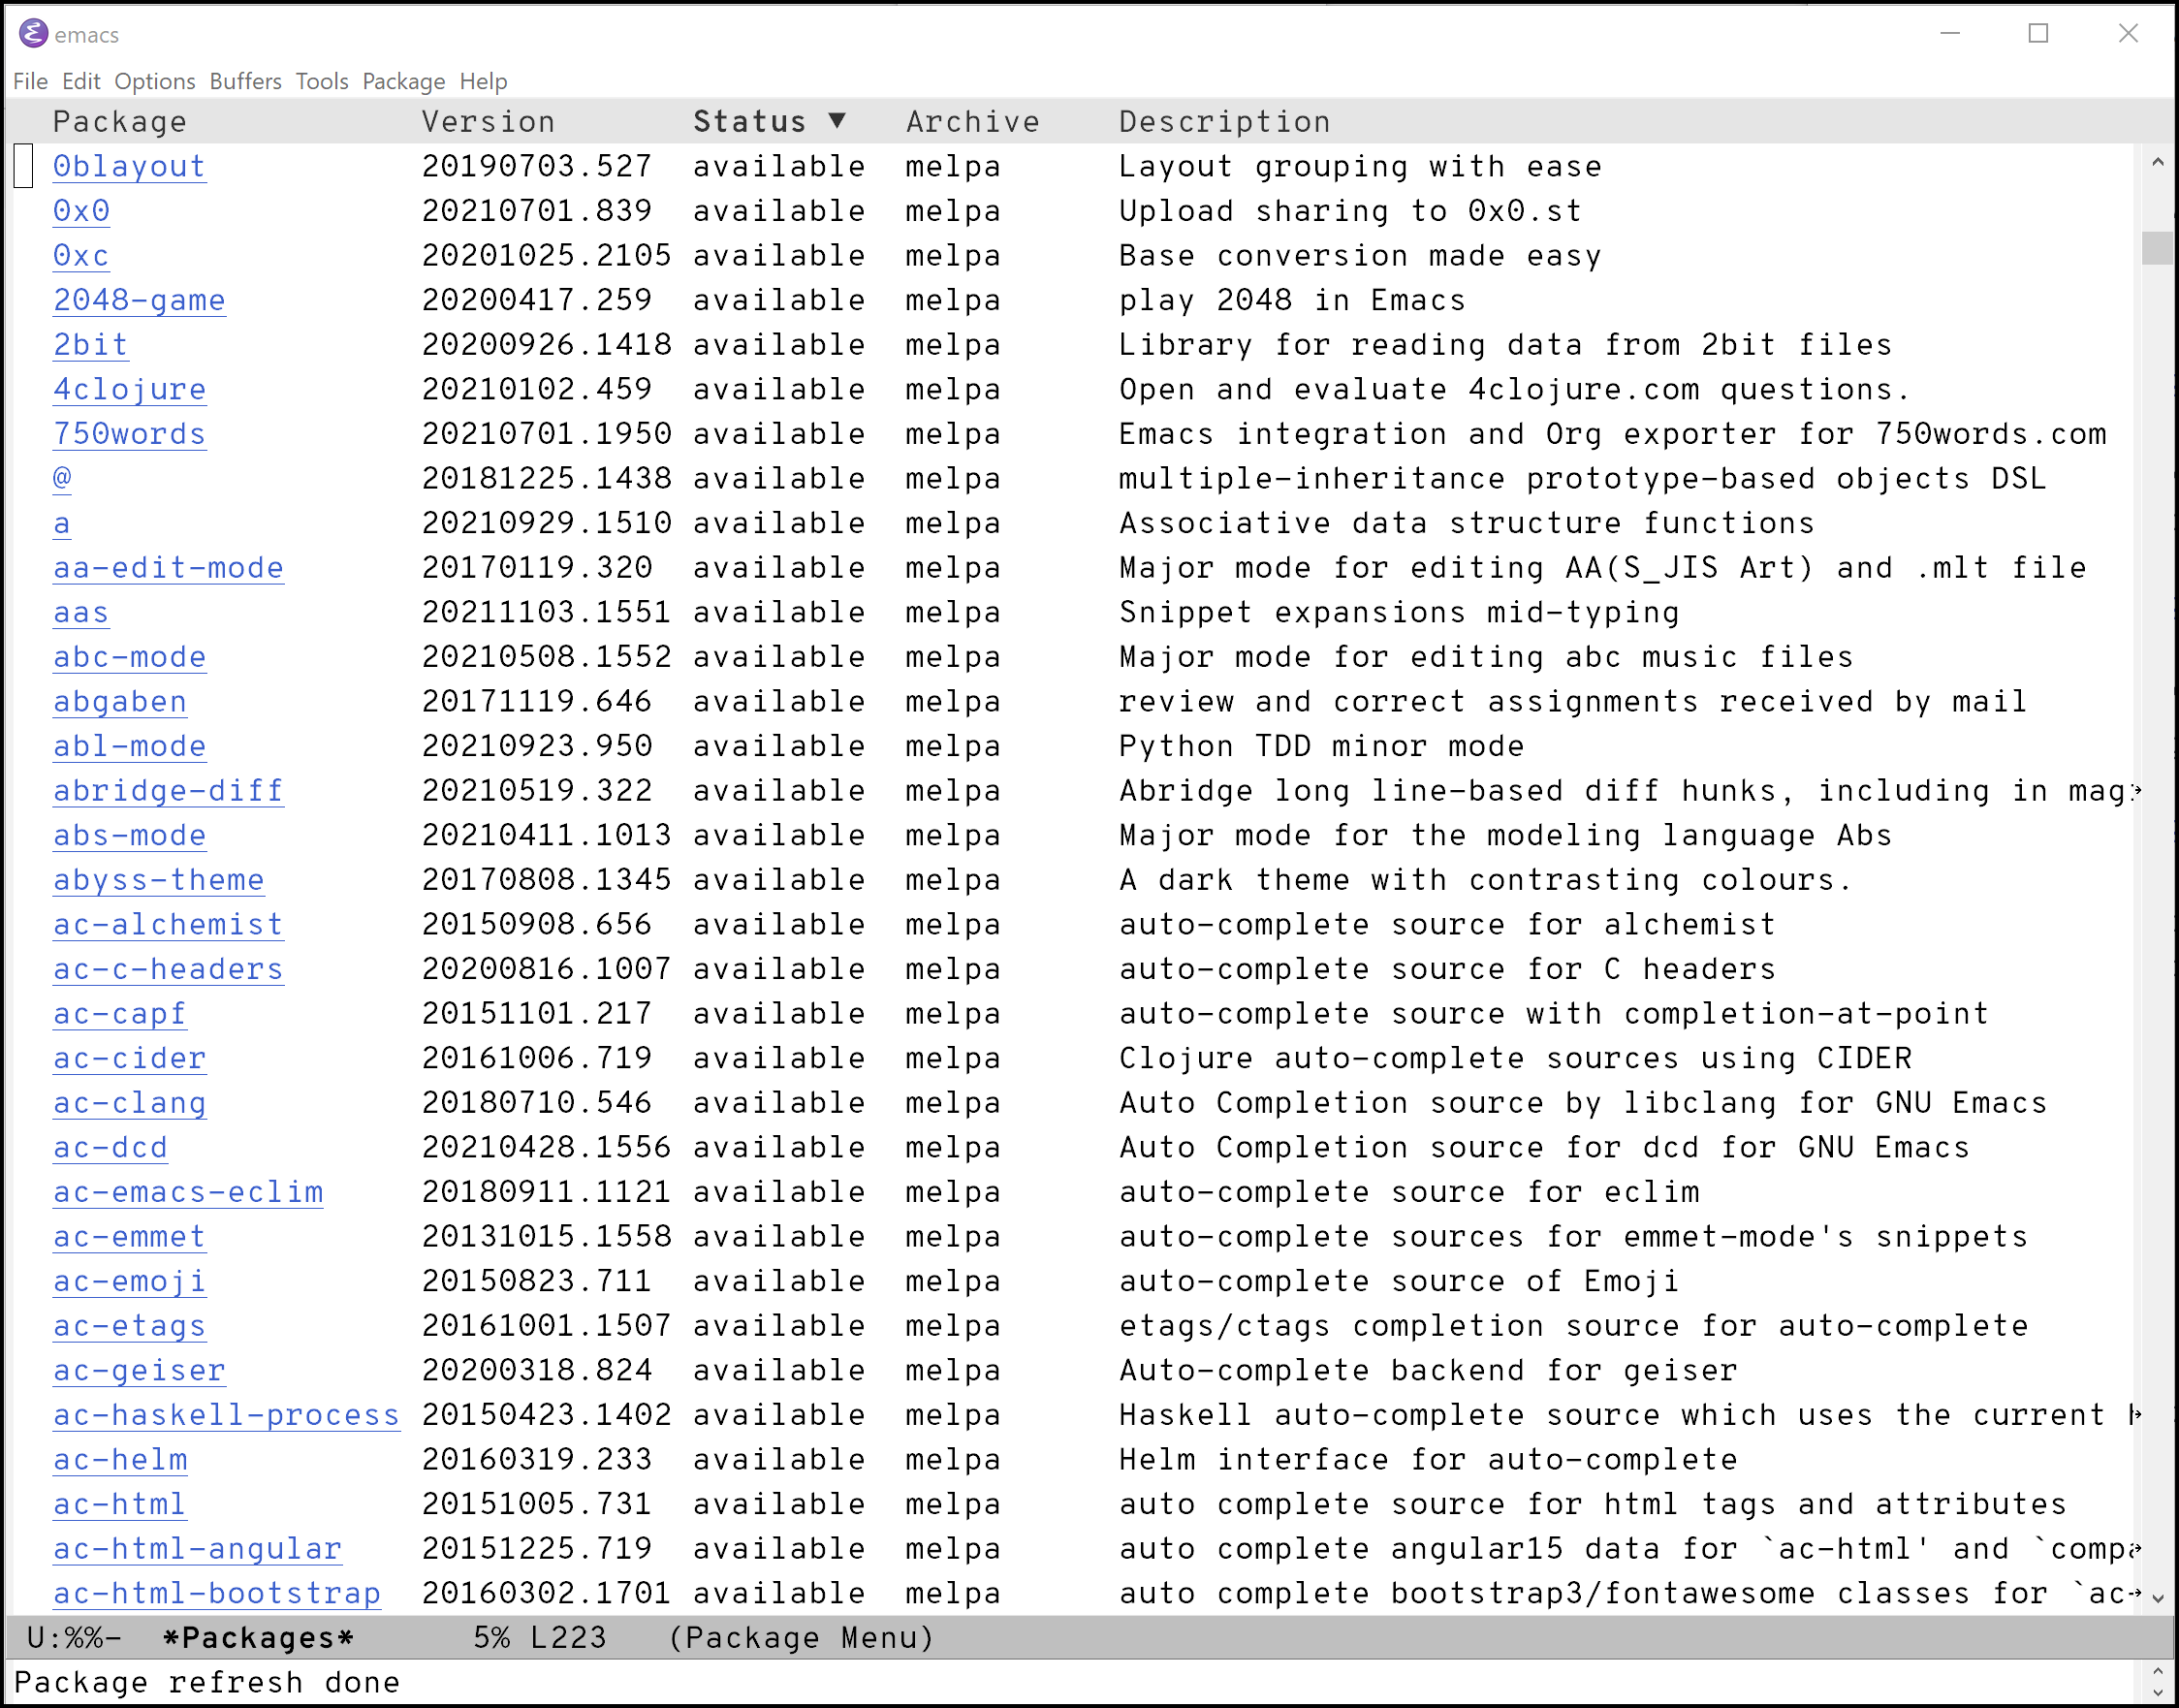 emacs
File Edit Options Buffers Tools Package Help
Package Version Status ▼ Archive Description
0blayout 20190703.527 available melpa Layout grouping with ease
0x0 20210701.839 available melpa Upload sharing to 0x0.st
0xc 20201025.2105 available melpa Base conversion made easy
2048-game 20200417.259 available melpa play 2048 in Emacs
2bit 20200926.1418 available melpa Library for reading data from 2bit files
4clojure 20210102.459 available melpa Open and evaluate 4clojure.com questions.
750words 20210701.1950 available melpa Emacs integration and Org exporter for 750words.com
@ 20181225.1438 available melpa multiple-inheritance prototype-based objects DSL
a 20210929.1510 available melpa Associative data structure functions
aa-edit-mode 20170119.320 available melpa Major mode for editing AA(S_JIS Art) and .mlt file
aas 20211103.1551 available melpa Snippet expansions mid-typing
abc-mode 20210508.1552 available melpa Major mode for editing abc music files
abgaben 20171119.646 available melpa review and correct assignments received by mail
abl-mode 20210923.950 available melpa Python TDD minor mode
abridge-diff 20210519.322 available melpa Abridge long line-based diff hunks, including in mag
abs-mode 20210411.1013 available melpa Major mode for the modeling language Abs
abyss-theme 20170808.1345 available melpa A dark theme with contrasting colours.
ac-alchemist 20150908.656 available melpa auto-complete source for alchemist
ac-c-headers 20200816.1007 available melpa auto-complete source for C headers
ac-capf 20151101.217 available melpa auto-complete source with completion-at-point
ac-cider 20161006.719 available melpa Clojure auto-complete sources using CIDER
ac-clang 20180710.546 available melpa Auto Completion source by libclang for GNU Emacs
ac-dcd 20210428.1556 available melpa Auto Completion source for dcd for GNU Emacs
ac-emacs-eclim 20180911.1121 available melpa auto-complete source for eclim
ac-emmet 20131015.1558 available melpa auto-complete sources for emmet-mode's snippets
ac-emoji 20150823.711 available melpa auto-complete source of Emoji
ac-etags 20161001.1507 available melpa etags/ctags completion source for auto-complete
ac-geiser 20200318.824 available melpa Auto-complete backend for geiser
ac-haskell-process 20150423.1402 available melpa Haskell auto-complete source which uses the current
ac-helm 20160319.233 available melpa Helm interface for auto-complete
ac-html 20151005.731 available melpa auto complete source for html tags and attributes
ac-html-angular 20151225.719 available melpa auto complete angular15 data for `ac-html' and `comp
ac-html-bootstrap 20160302.1701 available melpa auto complete bootstrap3/fontawesome classes for `ac-
U:%%- *Packages* 5% L223 (Package Menu)
Package refresh done